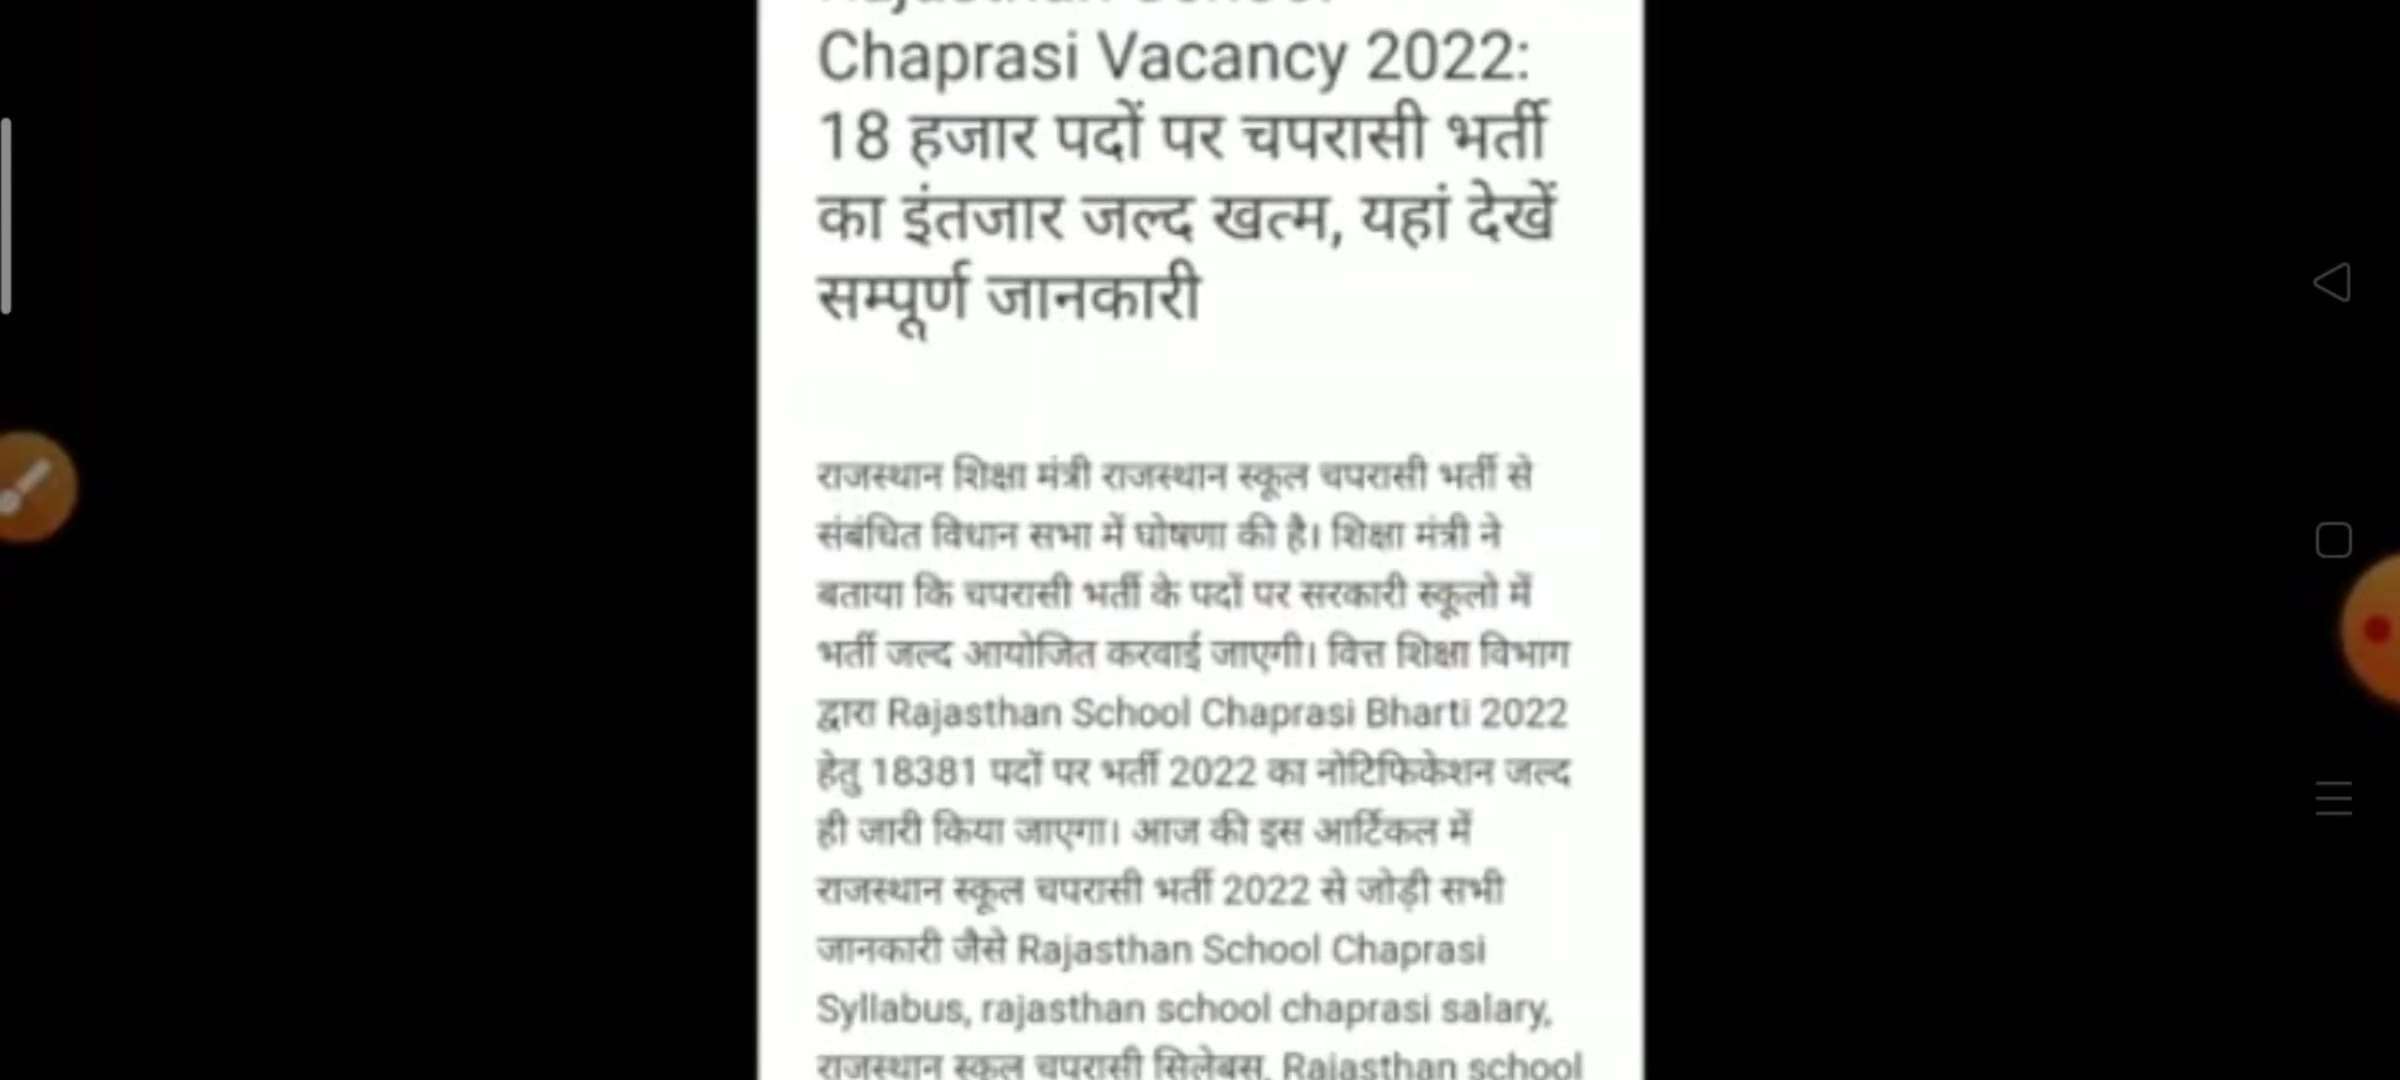 Rajasthan School
Chaprasi Vacancy 2022:
18 हजार पदों पर चपरासी भर्ती
का इंतजार जल्द खत्म, यहां देखें
सम्पूर्ण जानकारी
राजस्थान शिक्षा मंत्री राजस्थान स्कूल चपरासी भर्ती से
संबंधित विधान सभा में घोषणा की है। शिक्षा मंत्री ने
बताया कि चपरासी भर्ती के पदों पर सरकारी स्कूलो में
भर्ती जल्द आयोजित करवाई जाएगी। वित्त शिक्षा विभाग
द्वारा Rajasthan School Chaprasi Bharti 2022
हेतु 18381 पदों पर भर्ती 2022 का नोटिफिकेशन जल्द
ही जारी किया जाएगा। आज की इस आर्टिकल में
राजस्थान स्कूल चपरासी भर्ती 2022 से जोड़ी सभी
जानकारी जैसे Rajasthan School Chaprasi
Syllabus, rajasthan school chaprasi salary,
राजस्थान स्कूल चपरासी सिलेबस, Rajasthan school